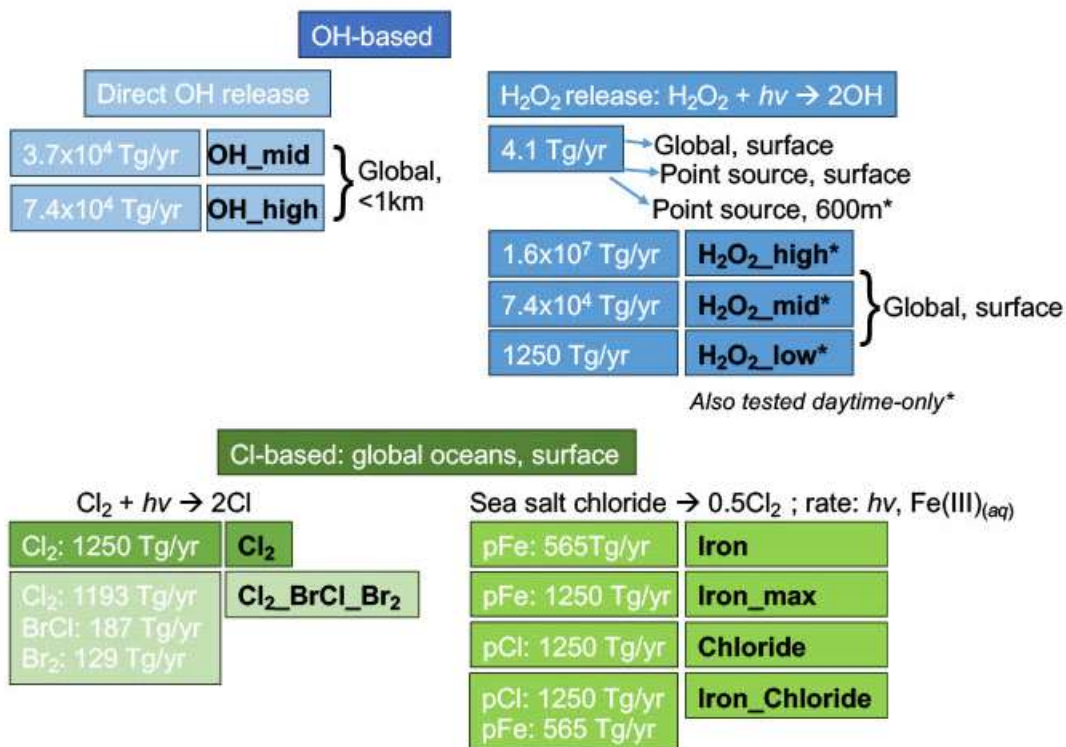 OH-based
Direct OH release
3.7x10⁴ Tg/yr OH_mid
7.4x10⁴ Tg/yr OH_high
Global,
<1km
H₂O₂ release: H₂O₂ + hv → 2OH
4.1 Tg/yr
Global, surface
Point source, surface
Point source, 600m*
1.6x10⁷ Tg/yr H₂O₂_high*
7.4x10⁴ Tg/yr H₂O₂_mid*
1250 Tg/yr H₂O₂_low*
Global, surface
Also tested daytime-only*
Cl-based: global oceans, surface
Cl₂ + hv → 2Cl
Cl₂: 1250 Tg/yr Cl₂
Cl₂: 1193 Tg/yr Cl₂_BrCl_Br₂
BrCl: 187 Tg/yr
Br₂: 129 Tg/yr
Sea salt chloride → 0.5Cl₂ ; rate: hv, Fe(III)₍aq₎
pFe: 565Tg/yr Iron
pFe: 1250 Tg/yr Iron_max
pCl: 1250 Tg/yr Chloride
pCl: 1250 Tg/yr Iron_Chloride
pFe: 565 Tg/yr